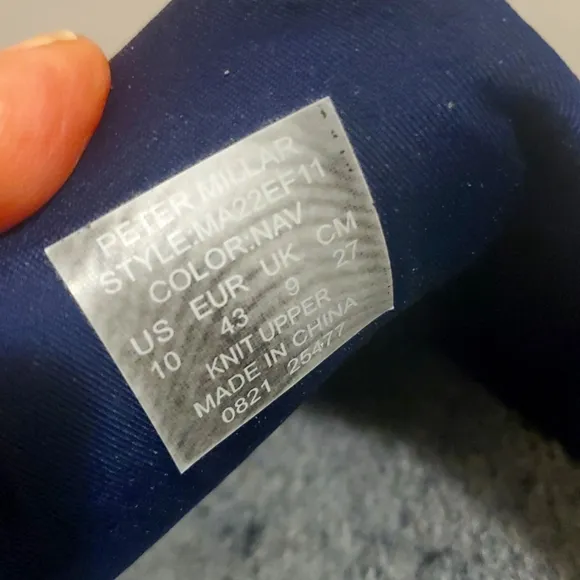 PETER MILLAR
STYLE:MA22EF11
COLOR:NAV
US EUR UK CM
10 43 9 27
KNIT UPPER
MADE IN CHINA
0821 25477